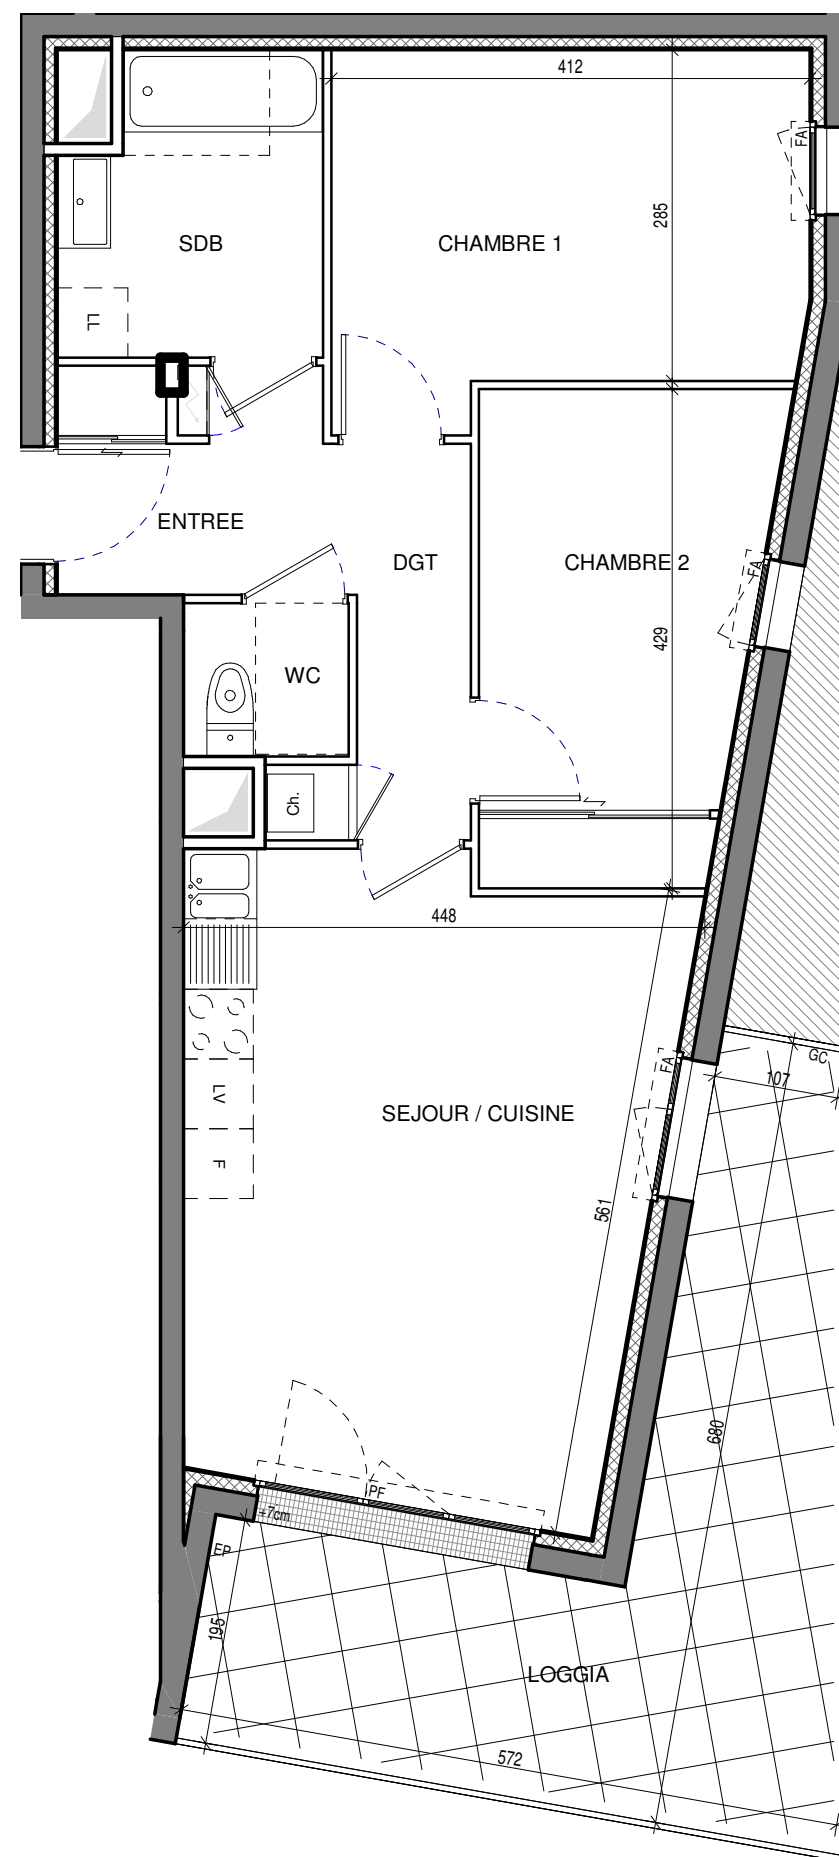 412
FA
285
SDB
CHAMBRE 1
LL
ENTREE
DGT
CHAMBRE 2
FA
429
WC
Ch.
448
GC
107
FA
LV
SEJOUR / CUISINE
F
561
680
PF
+7cm
EP
195
LOGGIA
572